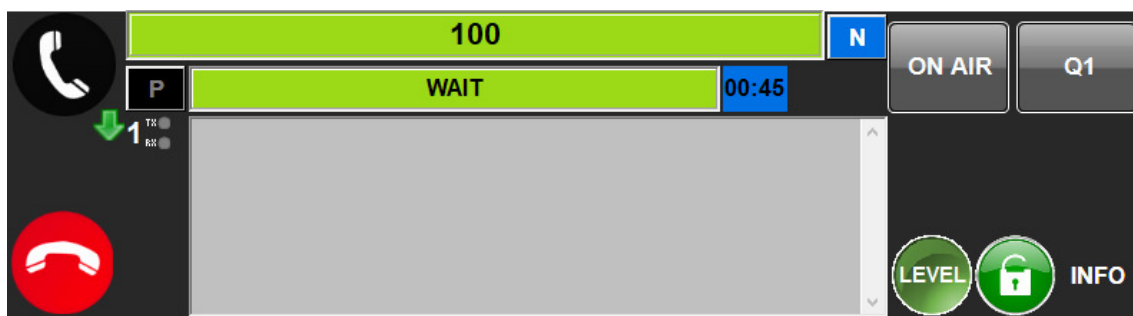 100
N
ON AIR
Q1
P
WAIT
00:45
1
TX
RX
LEVEL
INFO